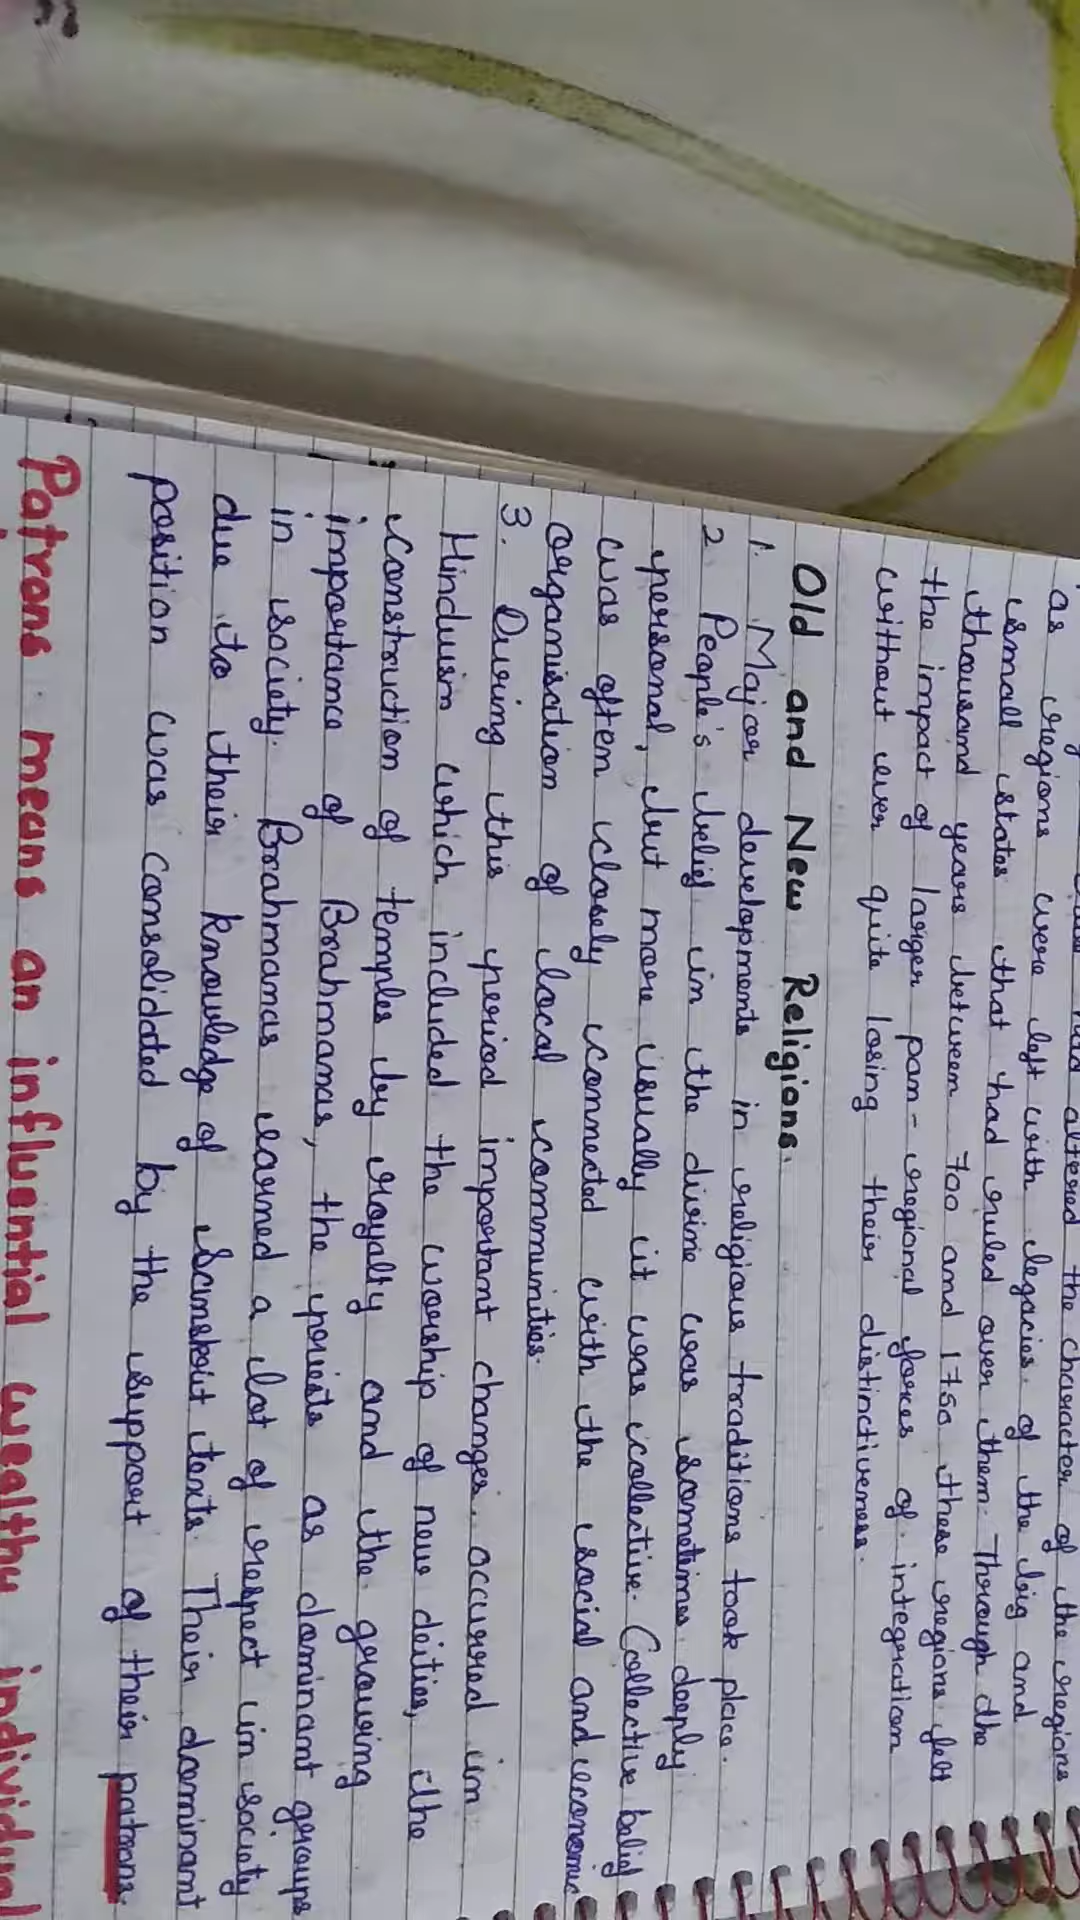 altered the character of the regions
as regions were left with legacies of the big and
small states that had ruled over them. Through the
thousand years between 700 and 1750 these regions felt
the impact of larger pan-regional forces of integration
without ever quite losing their distinctiveness.
Old and New Religions.
1. Major developments in religious traditions took place.
2. People's belief in the divine was sometimes deeply
personal, but more usually it was collective. Collective belief
was often closely connected with the social and economic
organisation of local communities.
3. During this period important changes occured in
Hinduism which included the worship of new deities, the
construction of temples by royalty and the growing
importance of Brahmanas, the priests as dominant groups
in society. Brahmanas earned a lot of respect in society
due to their knowledge of Sanskrit texts. Their dominant
position was consolidated by the support of their patrons.
Patrons means an influential wealthy individual